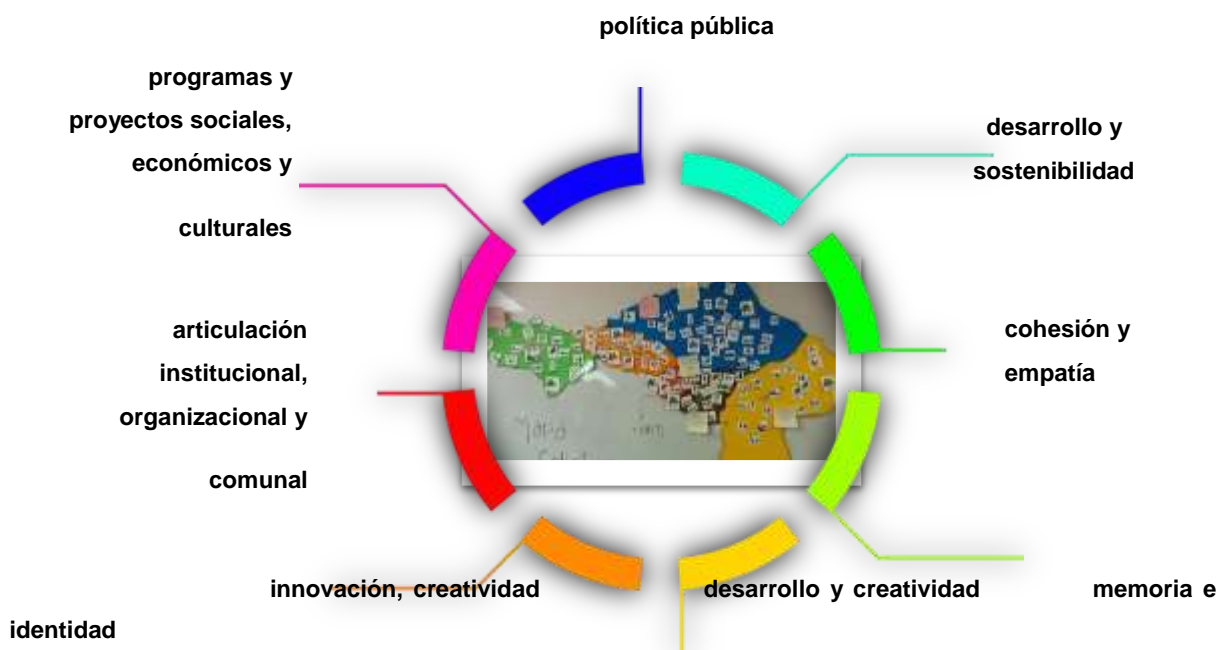 política pública
programas y
proyectos sociales,
económicos y
culturales
desarrollo y
sostenibilidad
articulación
institucional,
organizacional y
comunal
cohesión y
empatía
innovación, creatividad
desarrollo y creatividad
memoria e
identidad